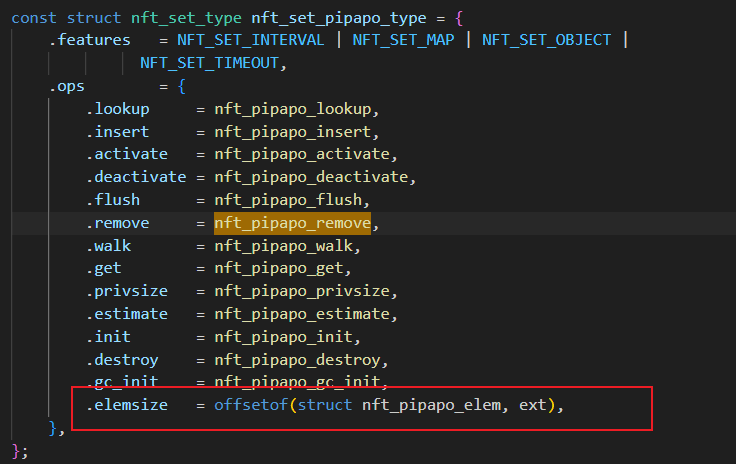 const struct nft_set_type nft_set_pipapo_type = {
.features = NFT_SET_INTERVAL | NFT_SET_MAP | NFT_SET_OBJECT |
NFT_SET_TIMEOUT,
.ops = {
.lookup = nft_pipapo_lookup,
.insert = nft_pipapo_insert,
.activate = nft_pipapo_activate,
.deactivate = nft_pipapo_deactivate,
.flush = nft_pipapo_flush,
.remove = nft_pipapo_remove,
.walk = nft_pipapo_walk,
.get = nft_pipapo_get,
.privsize = nft_pipapo_privsize,
.estimate = nft_pipapo_estimate,
.init = nft_pipapo_init,
.destroy = nft_pipapo_destroy,
.gc_init = nft_pipapo_gc_init,
.elemsize = offsetof(struct nft_pipapo_elem, ext),
},
};